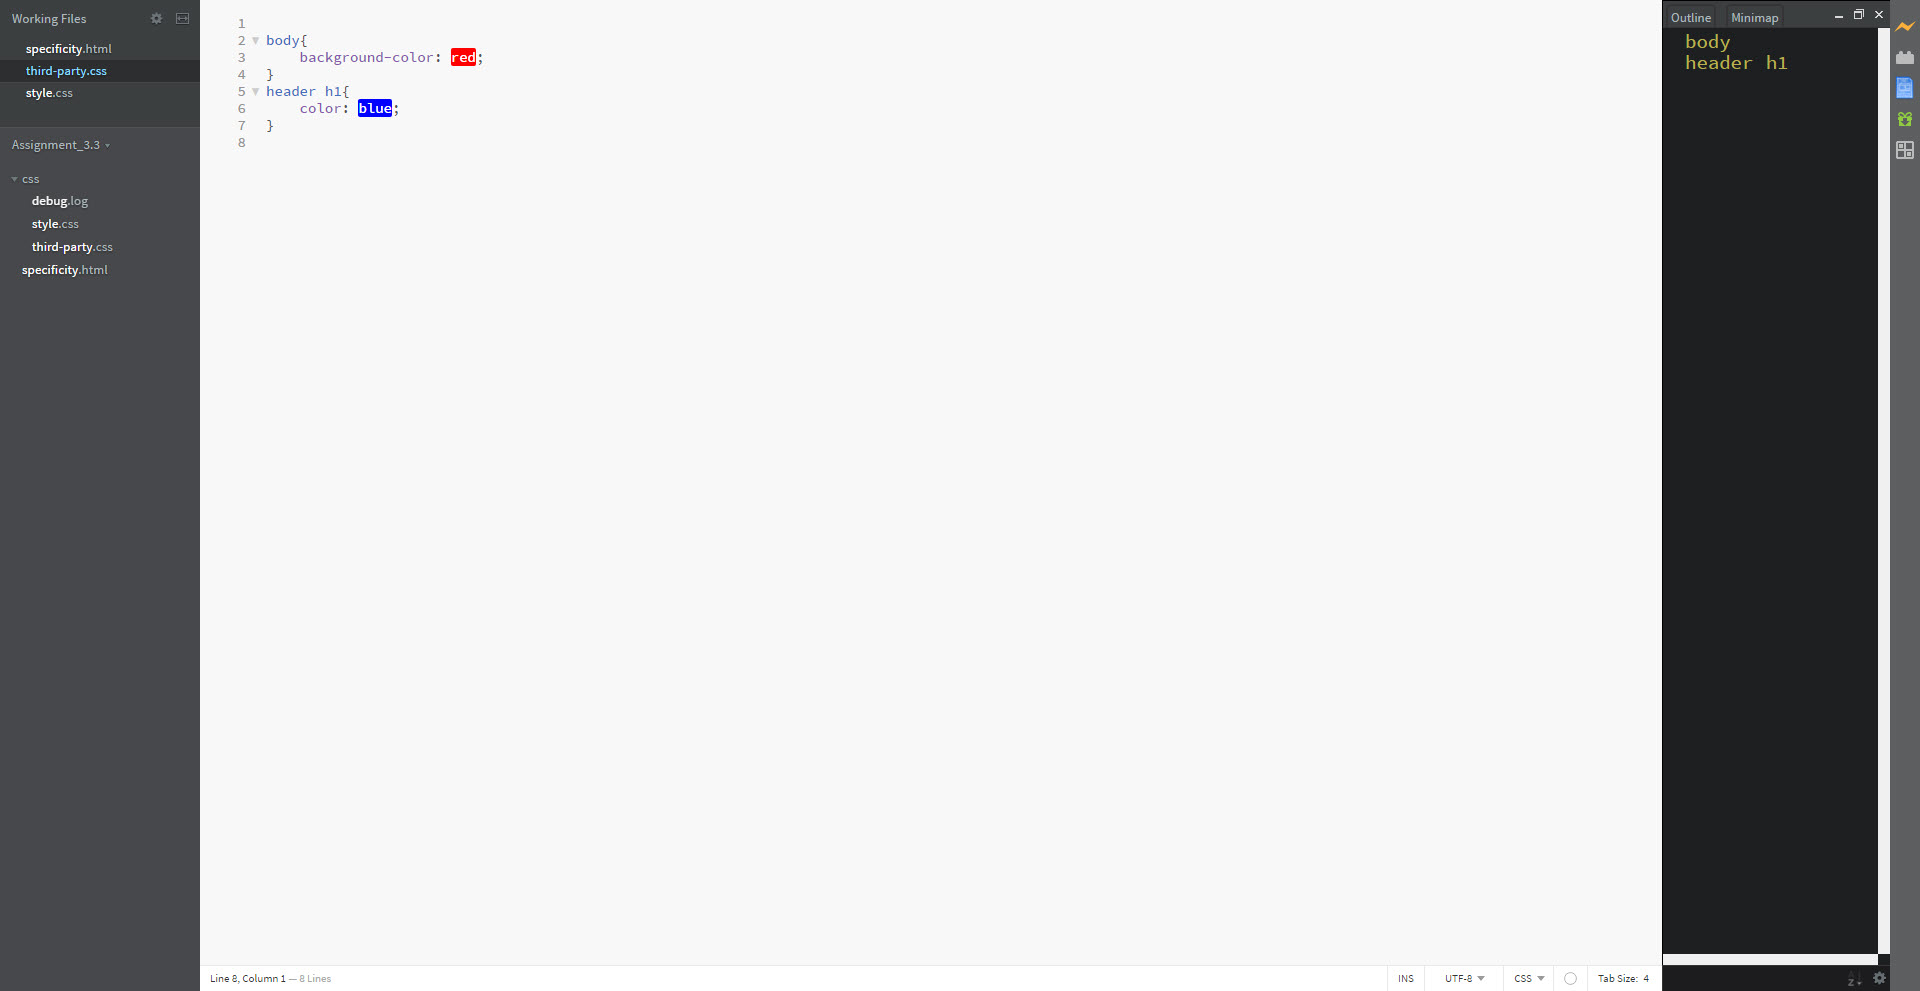 Working Files
specificity.html
third-party.css
style.css
Assignment_3.3
css
debug.log
style.css
third-party.css
specificity.html
1
2 body{
3 background-color: red;
4 }
5 header h1{
6 color: blue;
7 }
8
Line 8, Column 1 — 8 Lines
INS UTF-8 CSS Tab Size: 4
Outline Minimap
body
header h1